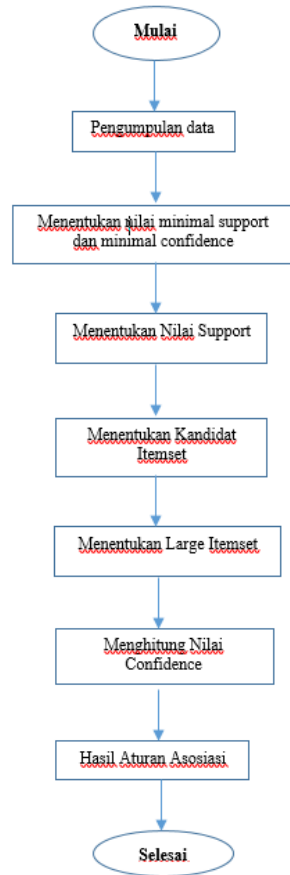 Mulai
Pengumpulan data
Menentukan nilai minimal support
dan minimal confidence
Menentukan Nilai Support
Menentukan Kandidat
Itemset
Menentukan Large Itemset
Menghitung Nilai
Confidence
Hasil Aturan Asosiasi
Selesai